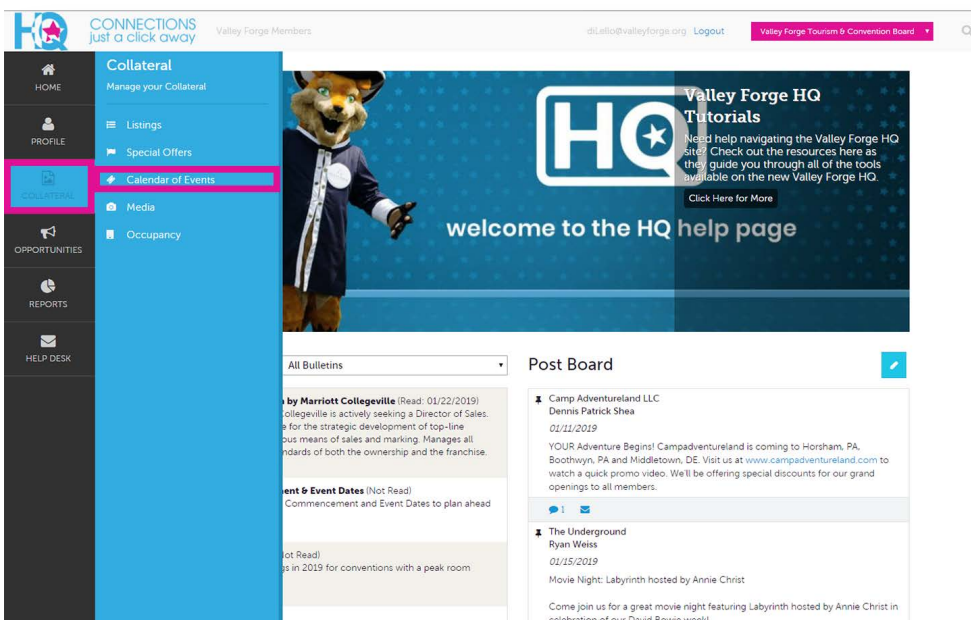 HQ CONNECTIONS
just a click away
Valley Forge Members
diLello@valleyforge.org Logout
Valley Forge Tourism & Convention Board
HOME
PROFILE
COLLATERAL
OPPORTUNITIES
REPORTS
HELP DESK
Collateral
Manage your Collateral
Listings
Special Offers
Calendar of Events
Media
Occupancy
HQ
welcome to the HQ help page
Valley Forge HQ
Tutorials
Need help navigating the Valley Forge HQ
site? Check out the resources here as
they guide you through all of the tools
available on the new Valley Forge HQ.
Click Here for More
All Bulletins
by Marriott Collegeville (Read: 01/22/2019)
Collegeville is actively seeking a Director of Sales.
for the strategic development of top-line
means of sales and marking. Manages all
of both the ownership and the franchise.
& Event Dates (Not Read)
Commencement and Event Dates to plan ahead
Read)
in 2019 for conventions with a peak room
Post Board
Camp Adventureland LLC
Dennis Patrick Shea
01/11/2019
YOUR Adventure Begins! Campadventureland is coming to Horsham, PA,
Boothwyn, PA and Middletown, DE. Visit us at www.campadventureland.com to
watch a quick promo video. We'll be offering special discounts for our grand
openings to all members.
1
The Underground
Ryan Weiss
01/15/2019
Movie Night: Labyrinth hosted by Annie Christ
Come join us for a great movie night featuring Labyrinth hosted by Annie Christ in
celebration of our David Bowie week!